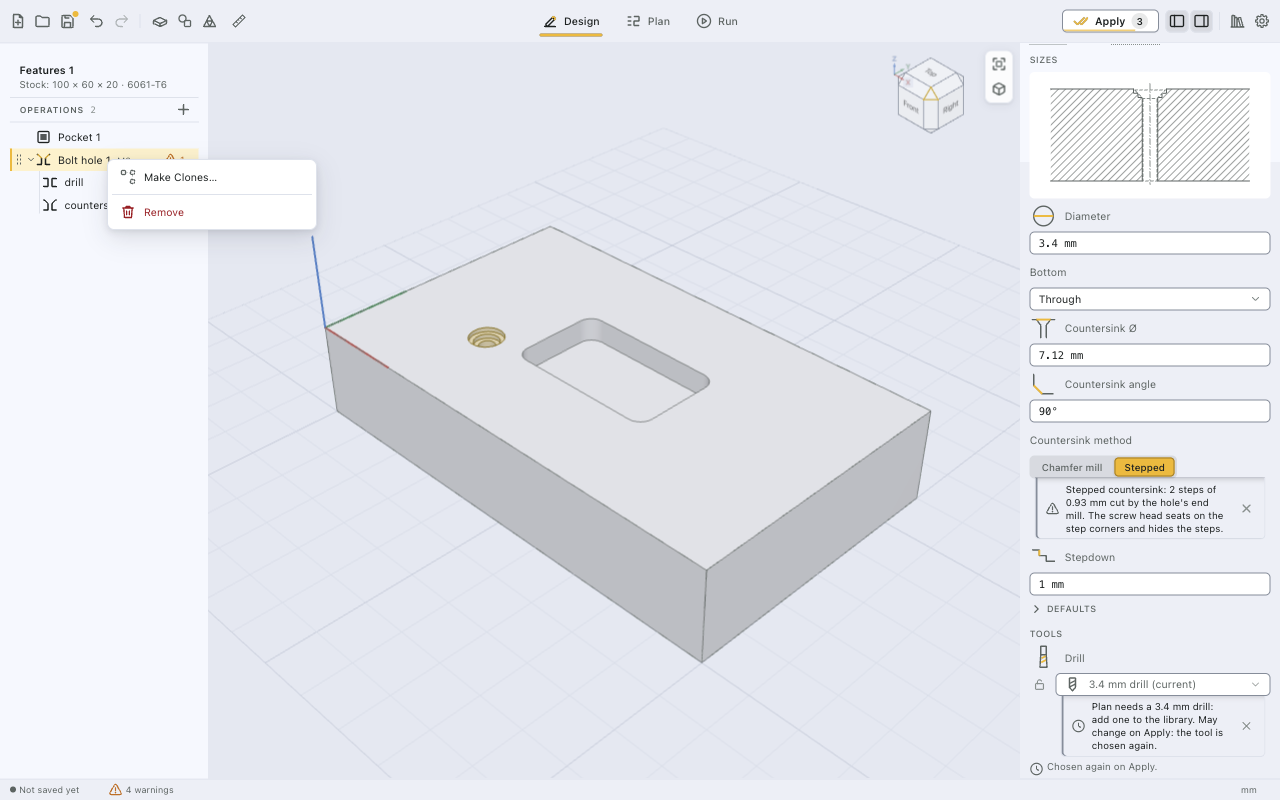 Design
Plan
Run
Apply 3
Features 1
Stock: 100 × 60 × 20 · 6061-T6
OPERATIONS 2
Pocket 1
Bolt hole 1
drill
counters
Make Clones...
Remove
Top
Front
Right
Z
SIZES
Diameter
3.4 mm
Bottom
Through
Countersink Ø
7.12 mm
Countersink angle
90°
Countersink method
Chamfer mill
Stepped
Stepped countersink: 2 steps of
0.93 mm cut by the hole's end
mill. The screw head seats on the
step corners and hides the steps.
Stepdown
1 mm
DEFAULTS
TOOLS
Drill
3.4 mm drill (current)
Plan needs a 3.4 mm drill:
add one to the library. May
change on Apply: the tool is
chosen again.
Chosen again on Apply.
Not saved yet
4 warnings
mm